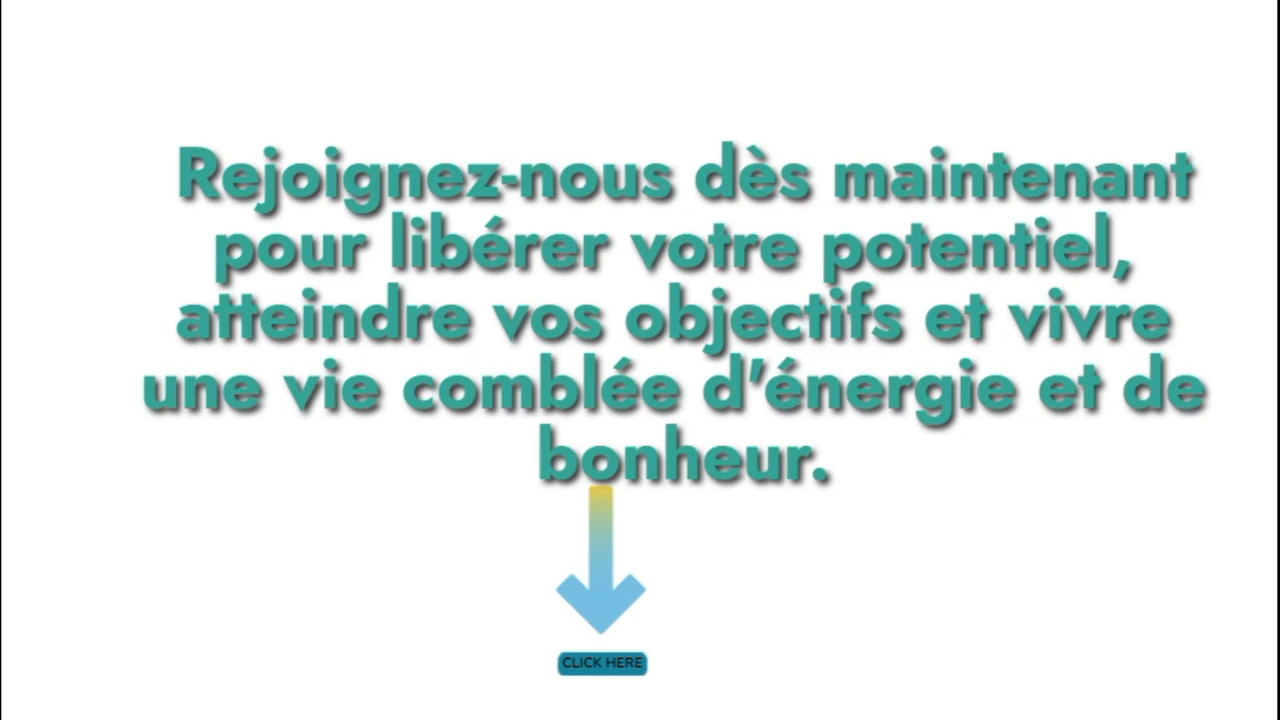 Rejoignez-nous dès maintenant
pour libérer votre potentiel,
atteindre vos objectifs et vivre
une vie comblée d'énergie et de
bonheur.
CLICK HERE